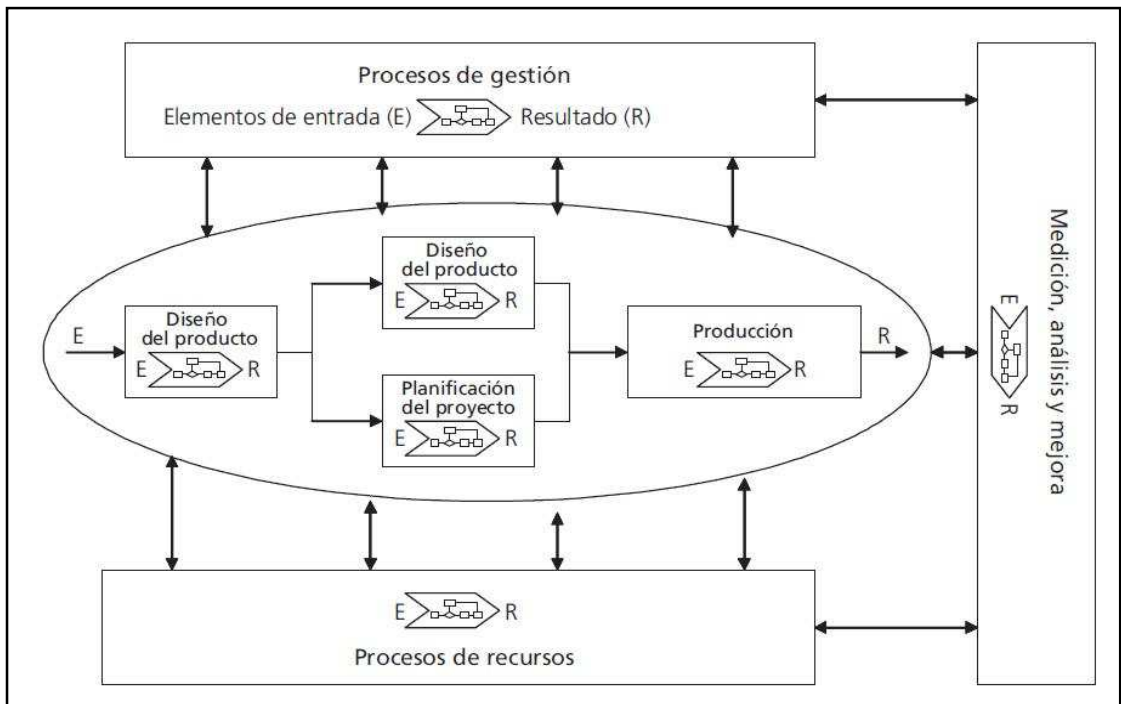 Procesos de gestión
Elementos de entrada (E) Resultado (R)
Medición, análisis y mejora
E R
E
Diseño
del producto
E R
Diseño
del producto
E R
Planificación
del proyecto
E R
Producción
E R
R
E R
Procesos de recursos